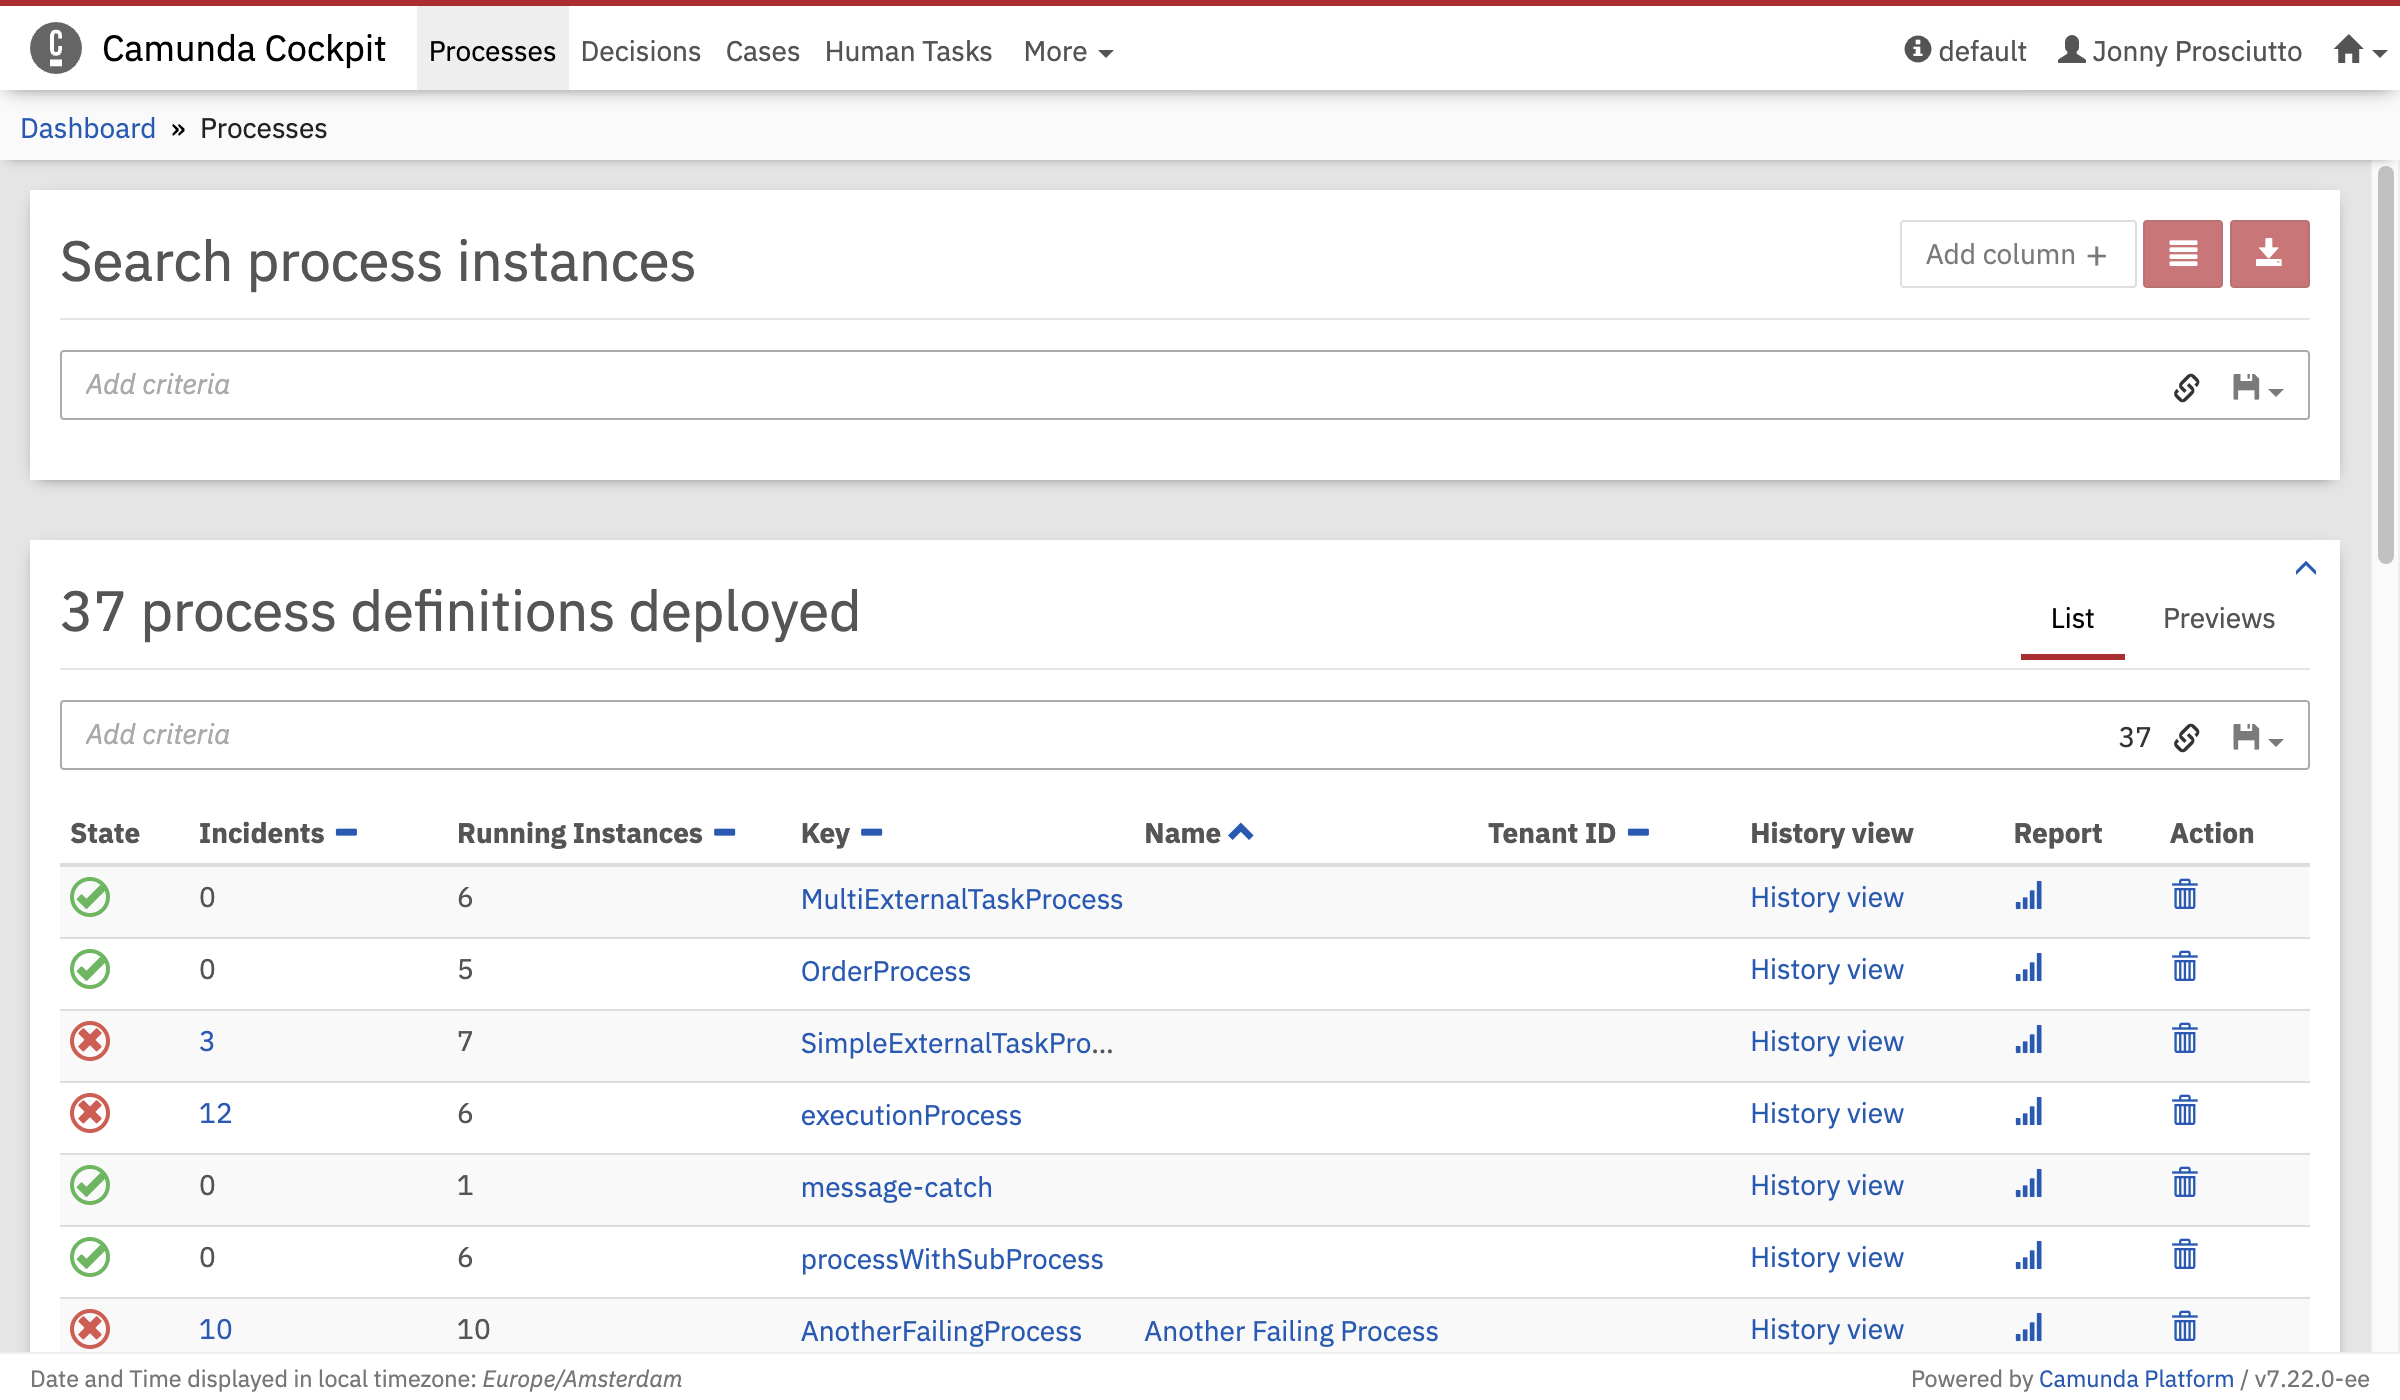 Camunda Cockpit Processes Decisions Cases Human Tasks More default Jonny Prosciutto
Dashboard » Processes
Search process instances
Add column +
Add criteria
37 process definitions deployed
List Previews
Add criteria 37
State Incidents Running Instances Key Name Tenant ID History view Report Action
0 6 MultiExternalTaskProcess History view
0 5 OrderProcess History view
3 7 SimpleExternalTaskPro... History view
12 6 executionProcess History view
0 1 message-catch History view
0 6 processWithSubProcess History view
10 10 AnotherFailingProcess Another Failing Process History view
Date and Time displayed in local timezone: Europe/Amsterdam Powered by Camunda Platform / v7.22.0-ee